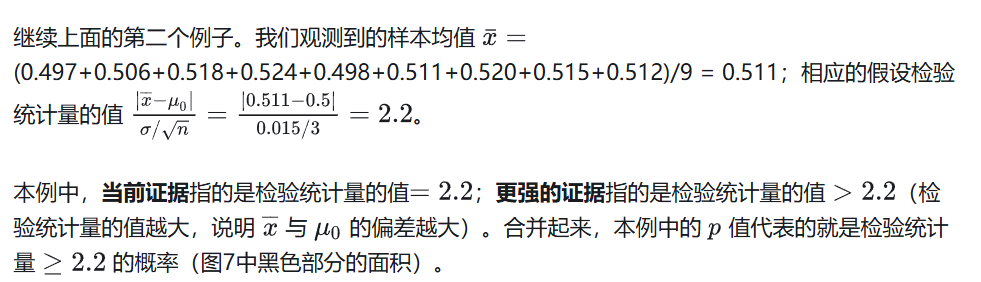 继续上面的第二个例子。我们观测到的样本均值 $\overline{x}$ =
(0.497+0.506+0.518+0.524+0.498+0.511+0.520+0.515+0.512)/9 = 0.511；相应的假设检验
统计量的值 $\frac{|\overline{x}-\mu_0|}{\sigma/\sqrt{n}} = \frac{|0.511-0.5|}{0.015/3} = 2.2$。
本例中，当前证据指的是检验统计量的值= 2.2；更强的证据指的是检验统计量的值 > 2.2（检
验统计量的值越大，说明 $\overline{x}$ 与 $\mu_0$ 的偏差越大）。合并起来，本例中的 $p$ 值代表的就是检验统计
量 ≥ 2.2 的概率（图7中黑色部分的面积）。